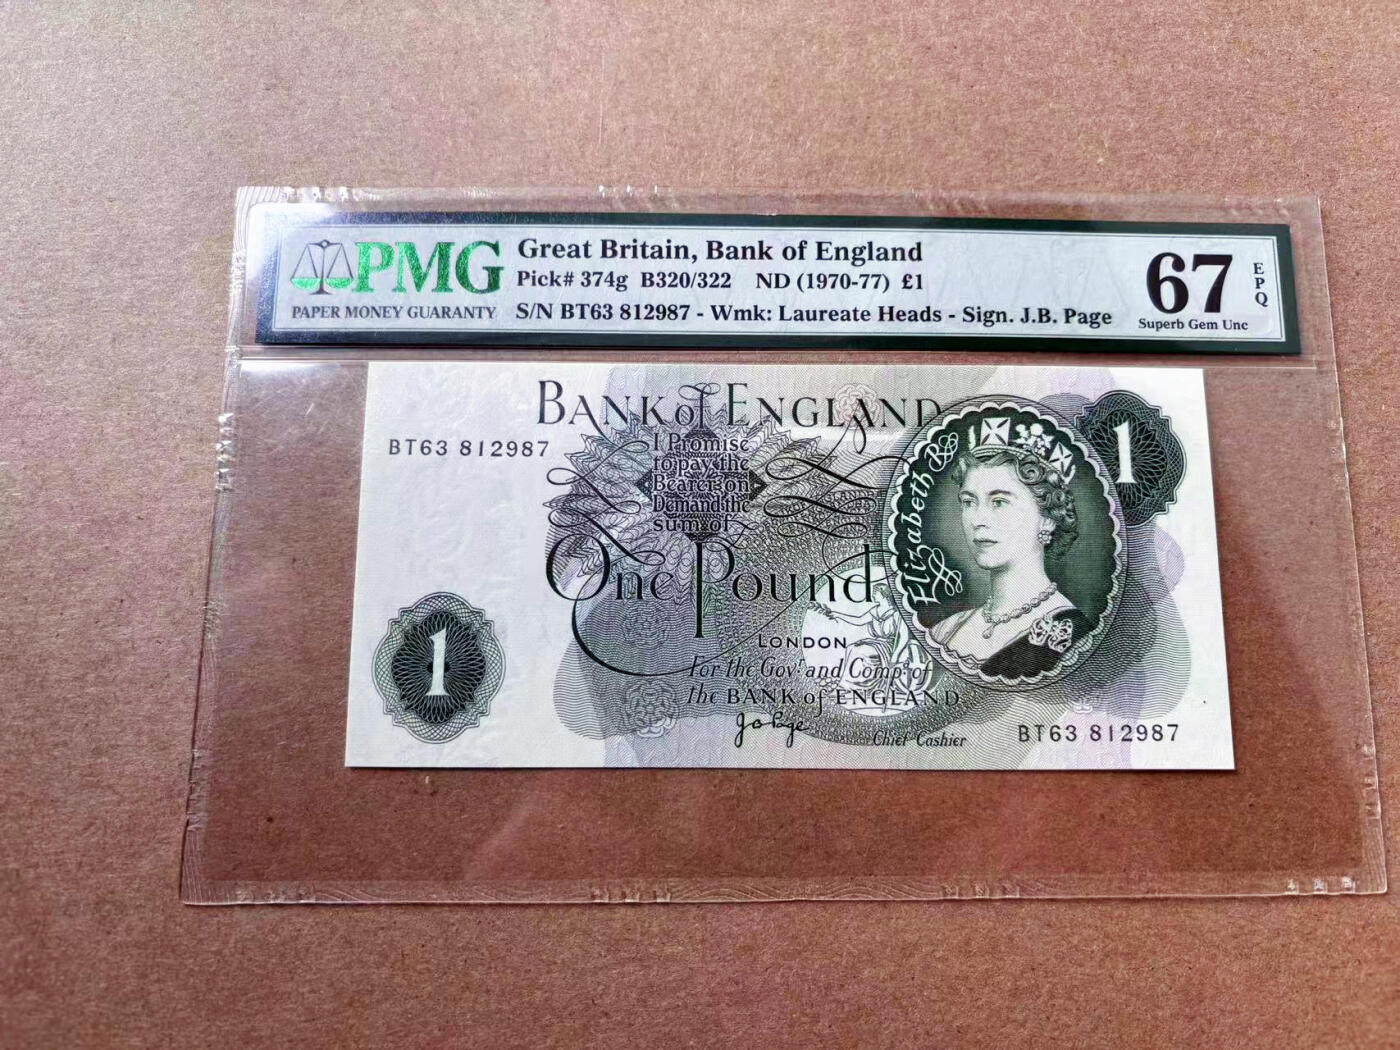 PMG
PAPER MONEY GUARANTY
Great Britain, Bank of England
Pick# 374g B320/322 ND (1970-77) £1
S/N BT63 812987 - Wmk: Laureate Heads - Sign. J.B. Page
67
EPQ
Superb Gem Unc
BANK of ENGLAND
BT63 812987
I Promise
to pay the
Bearer on
Demand the
sum of
One Pound
Elizabeth R
1
1
LONDON
For the Govr. and Compa. of
the BANK of ENGLAND
Chief Cashier
BT63 812987